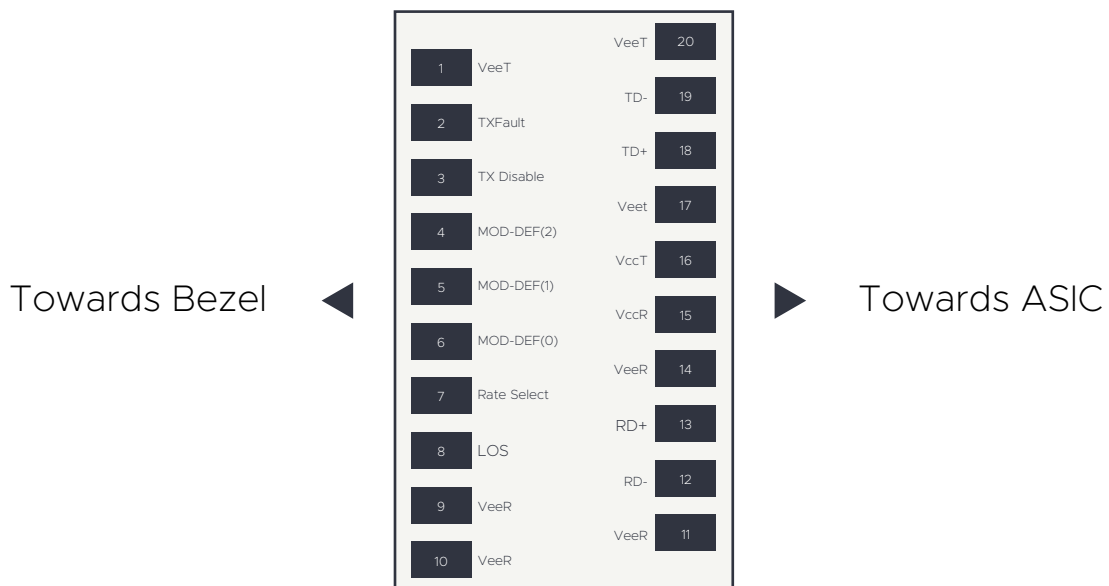 VeeT 20
1 VeeT
TD- 19
2 TXFault
TD+ 18
3 TX Disable
Veet 17
4 MOD-DEF(2)
VccT 16
5 MOD-DEF(1)
Towards Bezel
Towards ASIC
VccR 15
6 MOD-DEF(0)
VeeR 14
7 Rate Select
RD+ 13
8 LOS
RD- 12
9 VeeR
VeeR 11
10 VeeR